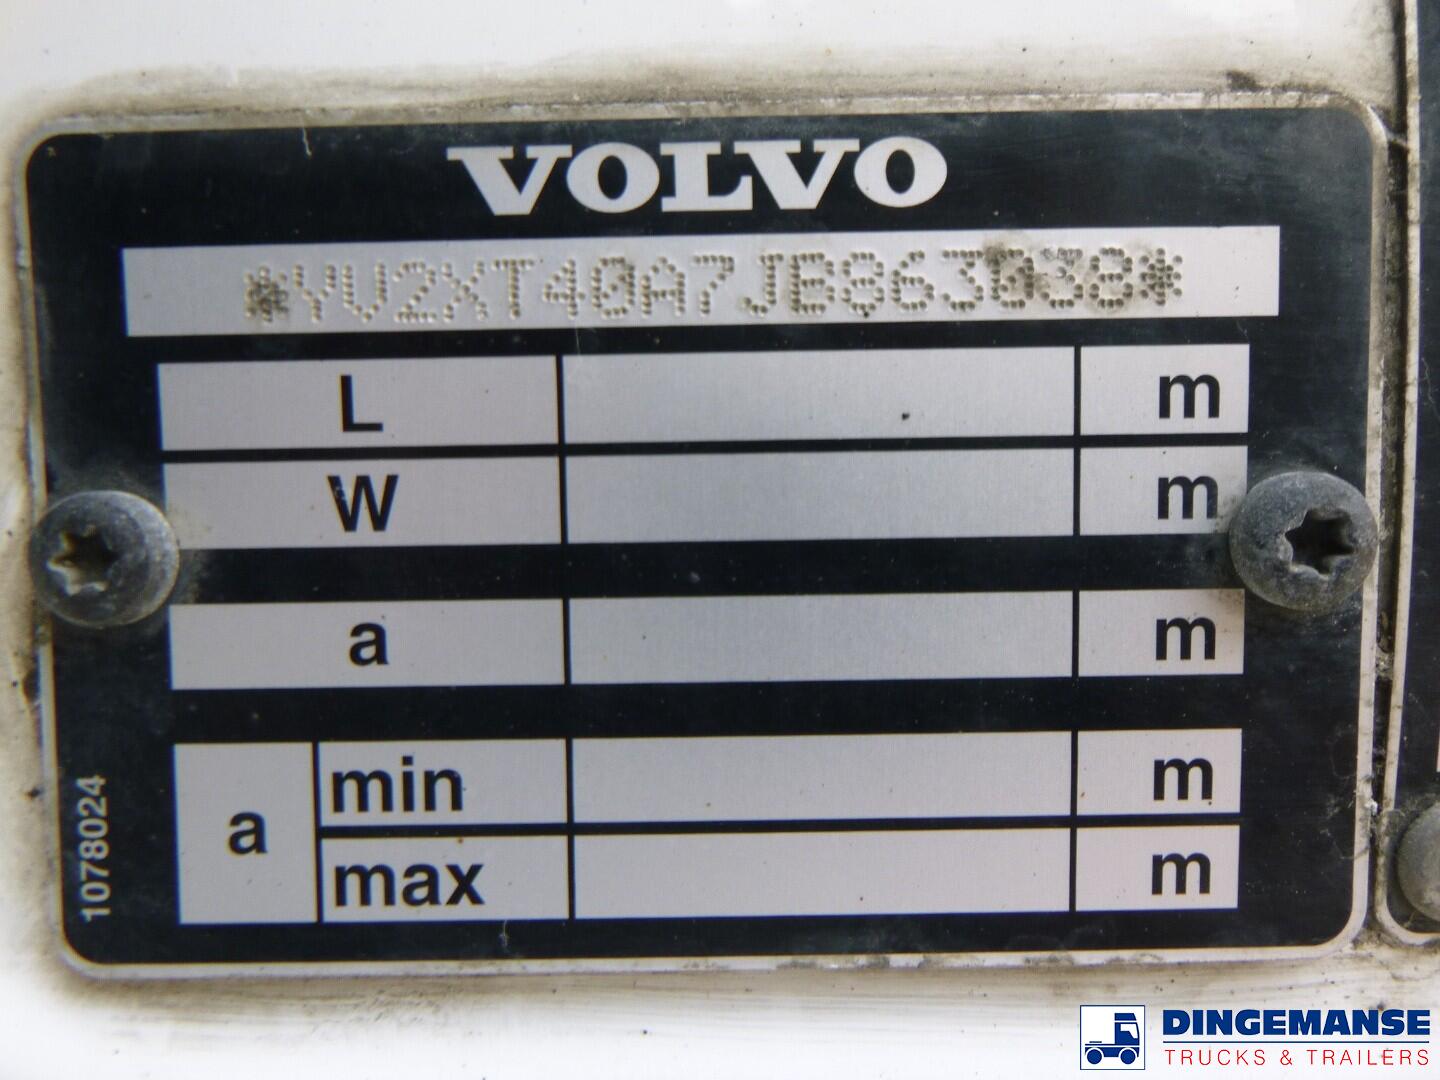 VOLVO
*YV2XT40A7JB863038*
L m
W m
a m
a min m
max m
1078024
DINGEMANSE
TRUCKS & TRAILERS